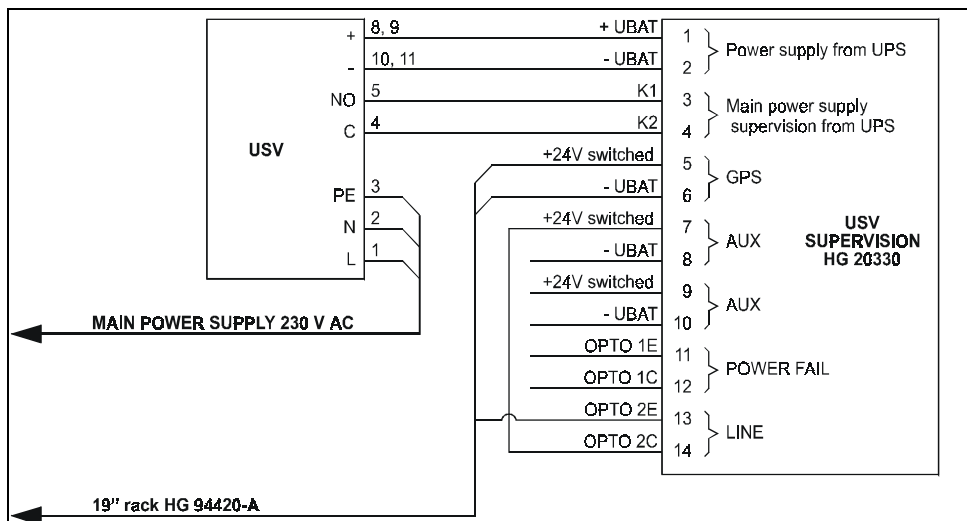 + 8, 9 + UBAT 1
- 10, 11 - UBAT 2
Power supply from UPS
NO 5 K1 3
C 4 K2 4
Main power supply
supervision from UPS
USV
+24V switched 5
- UBAT 6
GPS
PE 3
N 2
L 1
+24V switched 7
- UBAT 8
AUX
USV
SUPERVISION
HG 20330
+24V switched 9
- UBAT 10
AUX
MAIN POWER SUPPLY 230 V AC
OPTO 1E 11
OPTO 1C 12
POWER FAIL
OPTO 2E 13
OPTO 2C 14
LINE
19" rack HG 94420-A